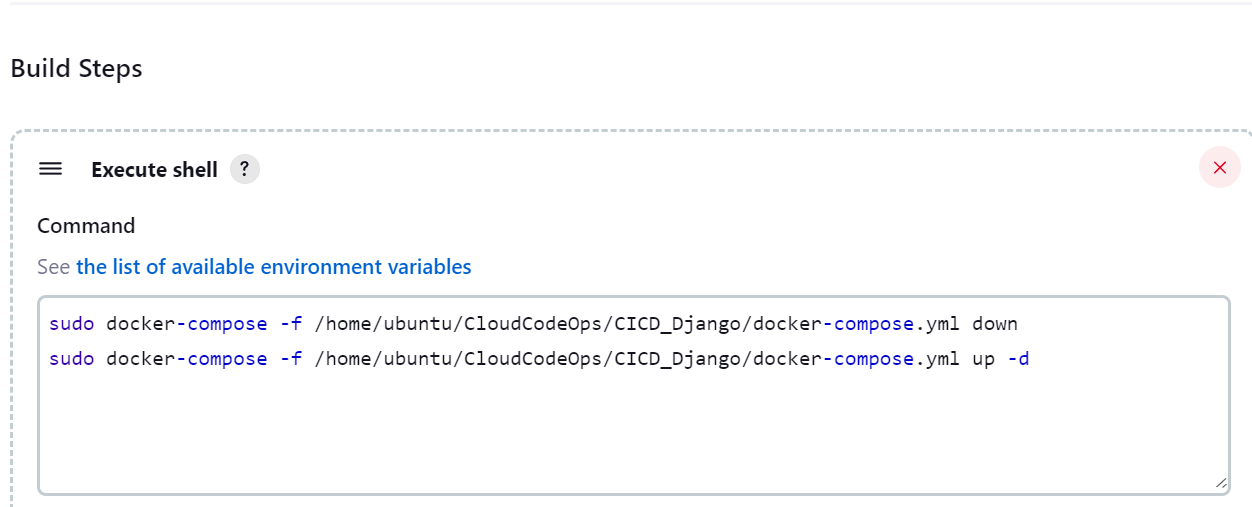 Build Steps
Execute shell ?
Command
See the list of available environment variables
sudo docker-compose -f /home/ubuntu/CloudCodeOps/CICD_Django/docker-compose.yml down
sudo docker-compose -f /home/ubuntu/CloudCodeOps/CICD_Django/docker-compose.yml up -d